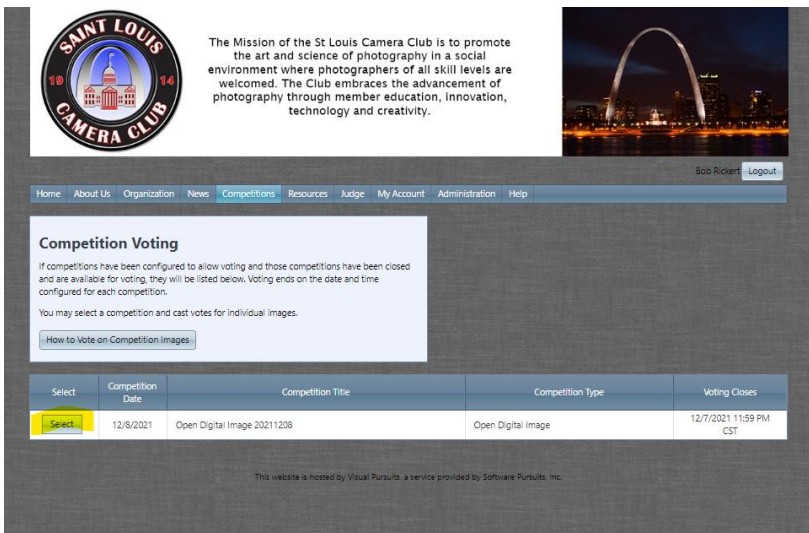 SAINT LOUIS
19 14
CAMERA CLUB
The Mission of the St Louis Camera Club is to promote
the art and science of photography in a social
environment where photographers of all skill levels are
welcomed. The Club embraces the advancement of
photography through member education, innovation,
technology and creativity.
Bob Rickert Logout
Home About Us Organization News Competitions Resources Judge My Account Administration Help
Competition Voting
If competitions have been configured to allow voting and those competitions have been closed
and are available for voting, they will be listed below. Voting ends on the date and time
configured for each competition.
You may select a competition and cast votes for individual images.
How to Vote on Competition Images
Select Competition Date Competition Title Competition Type Voting Closes
Select 12/8/2021 Open Digital Image 20211208 Open Digital Image 12/7/2021 11:59 PM
CST
This website is hosted by Visual Pursuits, a service provided by Software Pursuits, Inc.